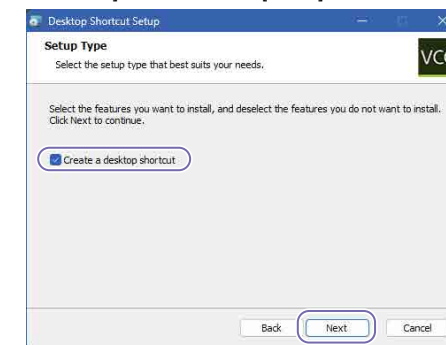 Desktop Shortcut Setup
Setup Type
Select the setup type that best suits your needs.
Select the features you want to install, and deselect the features you do not want to install.
Click Next to continue.
Create a desktop shortcut
Back
Next
Cancel